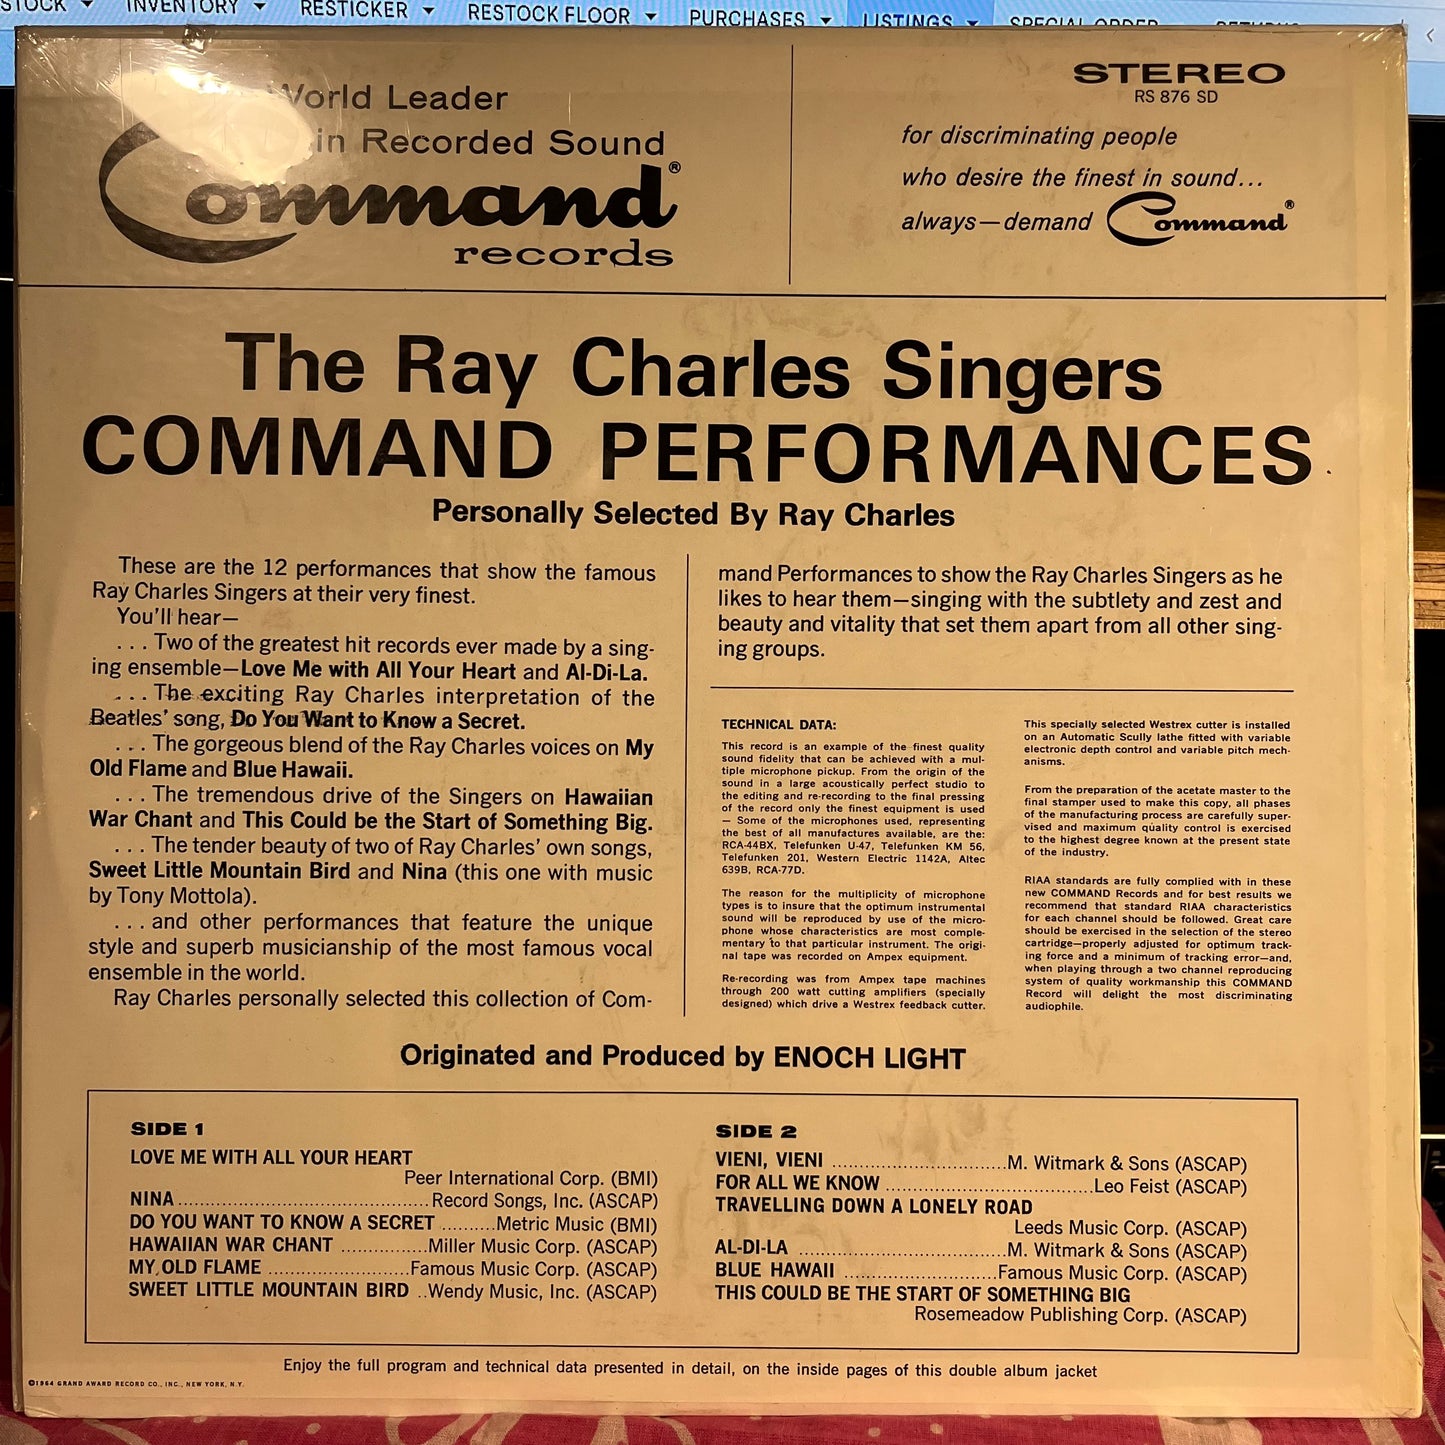 INVENTORY
RESTICKER
RESTOCK FLOOR
PURCHASES
LISTINGS
SPECIAL ORDER
World Leader
in Recorded Sound
Command®
records
STEREO
RS 876 SD
for discriminating people
who desire the finest in sound...
always—demand Command®
The Ray Charles Singers
COMMAND PERFORMANCES
Personally Selected By Ray Charles
These are the 12 performances that show the famous
Ray Charles Singers at their very finest.
You'll hear—
. . . Two of the greatest hit records ever made by a sing-
ing ensemble—Love Me with All Your Heart and Al-Di-La.
. . . The exciting Ray Charles interpretation of the
Beatles' song, Do You Want to Know a Secret.
. . . The gorgeous blend of the Ray Charles voices on My
Old Flame and Blue Hawaii.
. . . The tremendous drive of the Singers on Hawaiian
War Chant and This Could be the Start of Something Big.
. . . The tender beauty of two of Ray Charles' own songs,
Sweet Little Mountain Bird and Nina (this one with music
by Tony Mottola).
. . . and other performances that feature the unique
style and superb musicianship of the most famous vocal
ensemble in the world.
Ray Charles personally selected this collection of Com-
mand Performances to show the Ray Charles Singers as he
likes to hear them—singing with the subtlety and zest and
beauty and vitality that set them apart from all other sing-
ing groups.
TECHNICAL DATA:
This record is an example of the finest quality
sound fidelity that can be achieved with a mul-
tiple microphone pickup. From the origin of the
sound in a large acoustically perfect studio to
the editing and re-recording to the final pressing
of the record only the finest equipment is used
— Some of the microphones used, representing
the best of all manufactures available, are the:
RCA-44BX, Telefunken U-47, Telefunken KM 56,
Telefunken 201, Western Electric 1142A, Altec
639B, RCA-77D.
The reason for the multiplicity of microphone
types is to insure that the optimum instrumental
sound will be reproduced by use of the micro-
phone whose characteristics are most comple-
mentary to that particular instrument. The origi-
nal tape was recorded on Ampex equipment.
Re-recording was from Ampex tape machines
through 200 watt cutting amplifiers (specially
designed) which drive a Westrex feedback cutter.
This specially selected Westrex cutter is installed
on an Automatic Scully lathe fitted with variable
electronic depth control and variable pitch mech-
anisms.
From the preparation of the acetate master to the
final stamper used to make this copy, all phases
of the manufacturing process are carefully super-
vised and maximum quality control is exercised
to the highest degree known at the present state
of the industry.
RIAA standards are fully complied with in these
new COMMAND Records and for best results we
recommend that standard RIAA characteristics
for each channel should be followed. Great care
should be exercised in the selection of the stereo
cartridge—properly adjusted for optimum track-
ing force and a minimum of tracking error—and,
when playing through a two channel reproducing
system of quality workmanship this COMMAND
Record will delight the most discriminating
audiophile.
Originated and Produced by ENOCH LIGHT
SIDE 1
LOVE ME WITH ALL YOUR HEART
Peer International Corp. (BMI)
NINA ........ Record Songs, Inc. (ASCAP)
DO YOU WANT TO KNOW A SECRET ........ Metric Music (BMI)
HAWAIIAN WAR CHANT ........ Miller Music Corp. (ASCAP)
MY OLD FLAME ........ Famous Music Corp. (ASCAP)
SWEET LITTLE MOUNTAIN BIRD ..Wendy Music, Inc. (ASCAP)
SIDE 2
VIENI, VIENI ........ M. Witmark & Sons (ASCAP)
FOR ALL WE KNOW ........ Leo Feist (ASCAP)
TRAVELLING DOWN A LONELY ROAD
Leeds Music Corp. (ASCAP)
AL-DI-LA ........ M. Witmark & Sons (ASCAP)
BLUE HAWAII ........ Famous Music Corp. (ASCAP)
THIS COULD BE THE START OF SOMETHING BIG
Rosemeadow Publishing Corp. (ASCAP)
Enjoy the full program and technical data presented in detail, on the inside pages of this double album jacket
©1964 GRAND AWARD RECORD CO., INC., NEW YORK, N.Y.